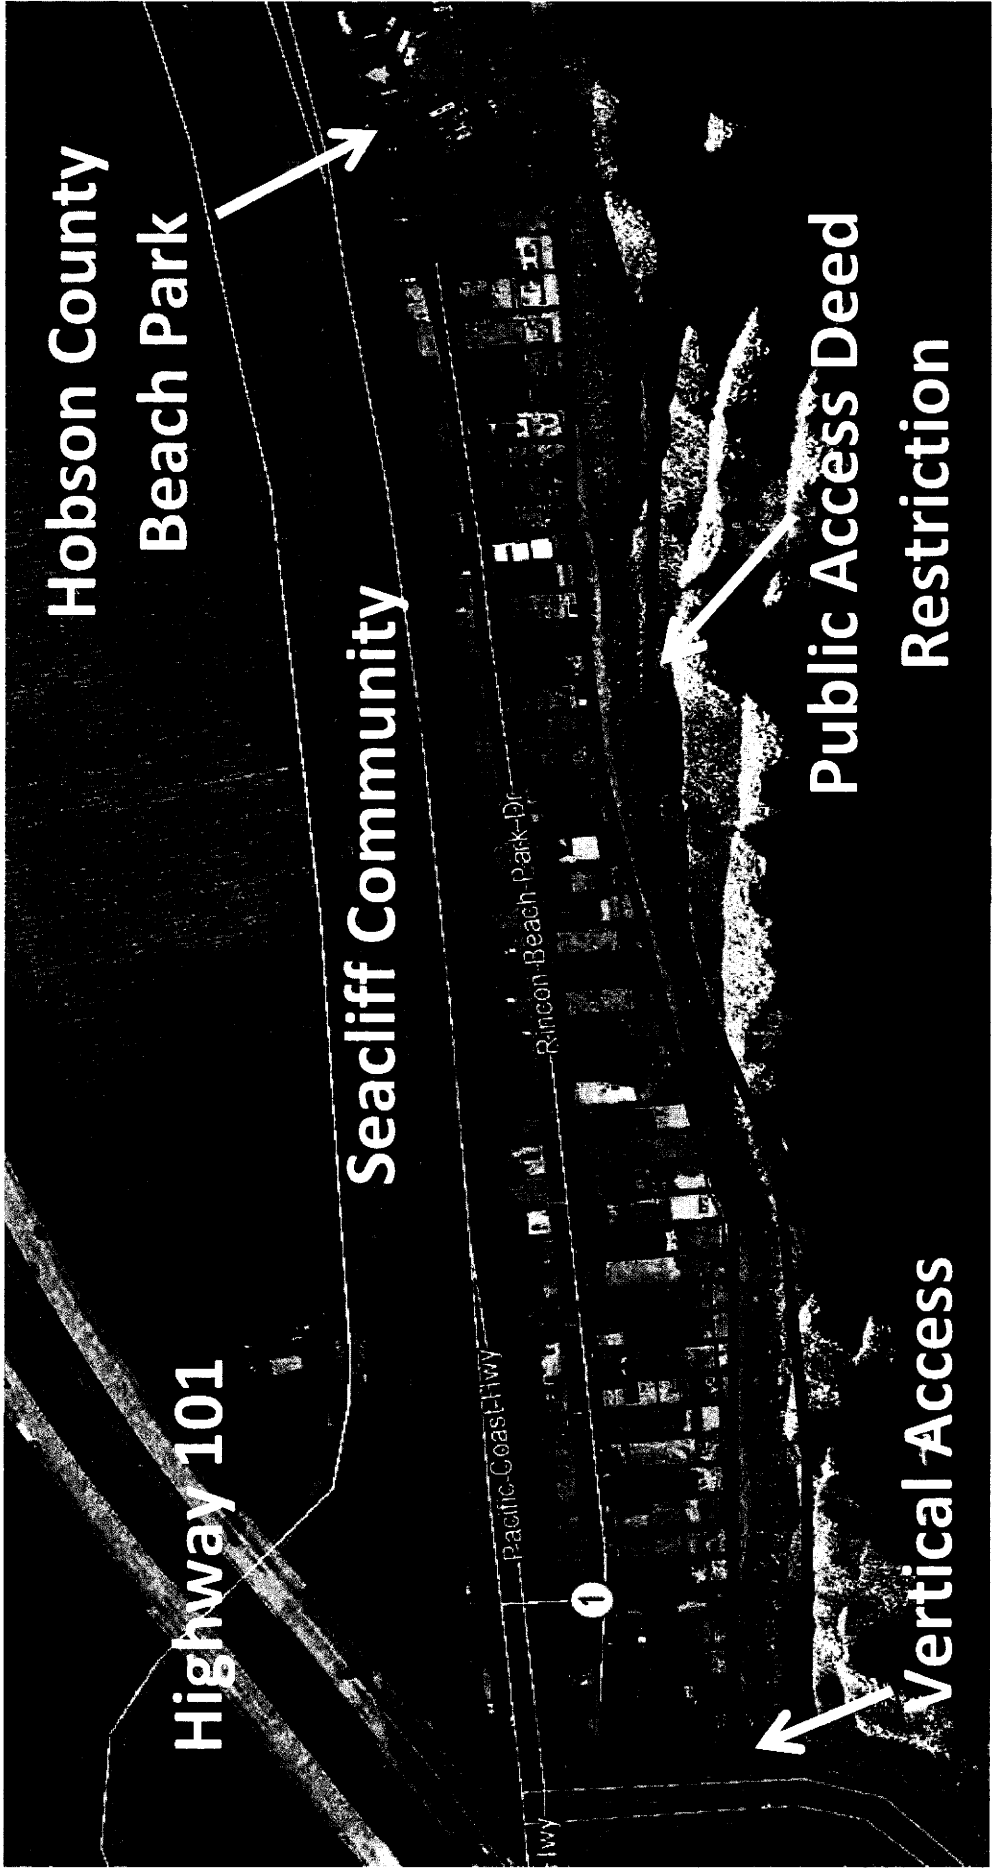 Hobson County
Beach Park
Highway 101
Seacliff Community
Pacific Coast Hwy
1
Rincon Beach Park Dr
Hwy
Public Access Deed
Restriction
Vertical Access